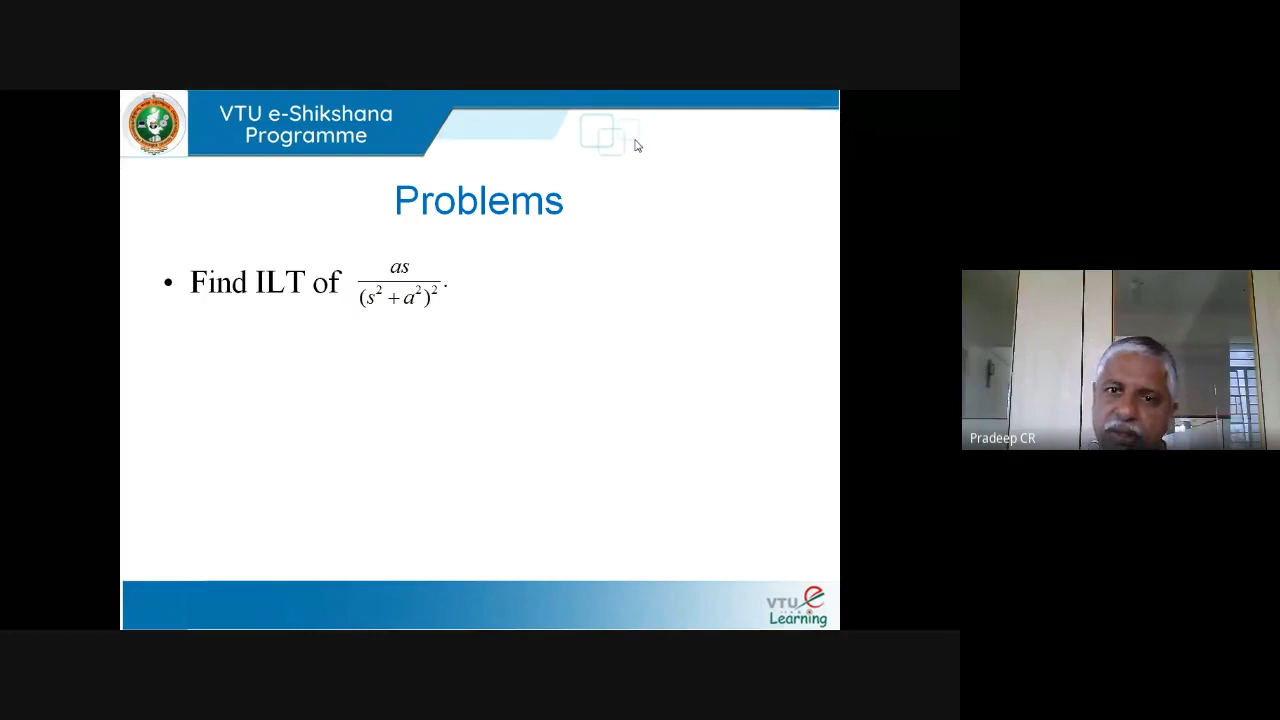 VTU e-Shikshana
Programme
Problems
• Find ILT of as/(s² + a²)².
Pradeep CR
VTU e
Learning